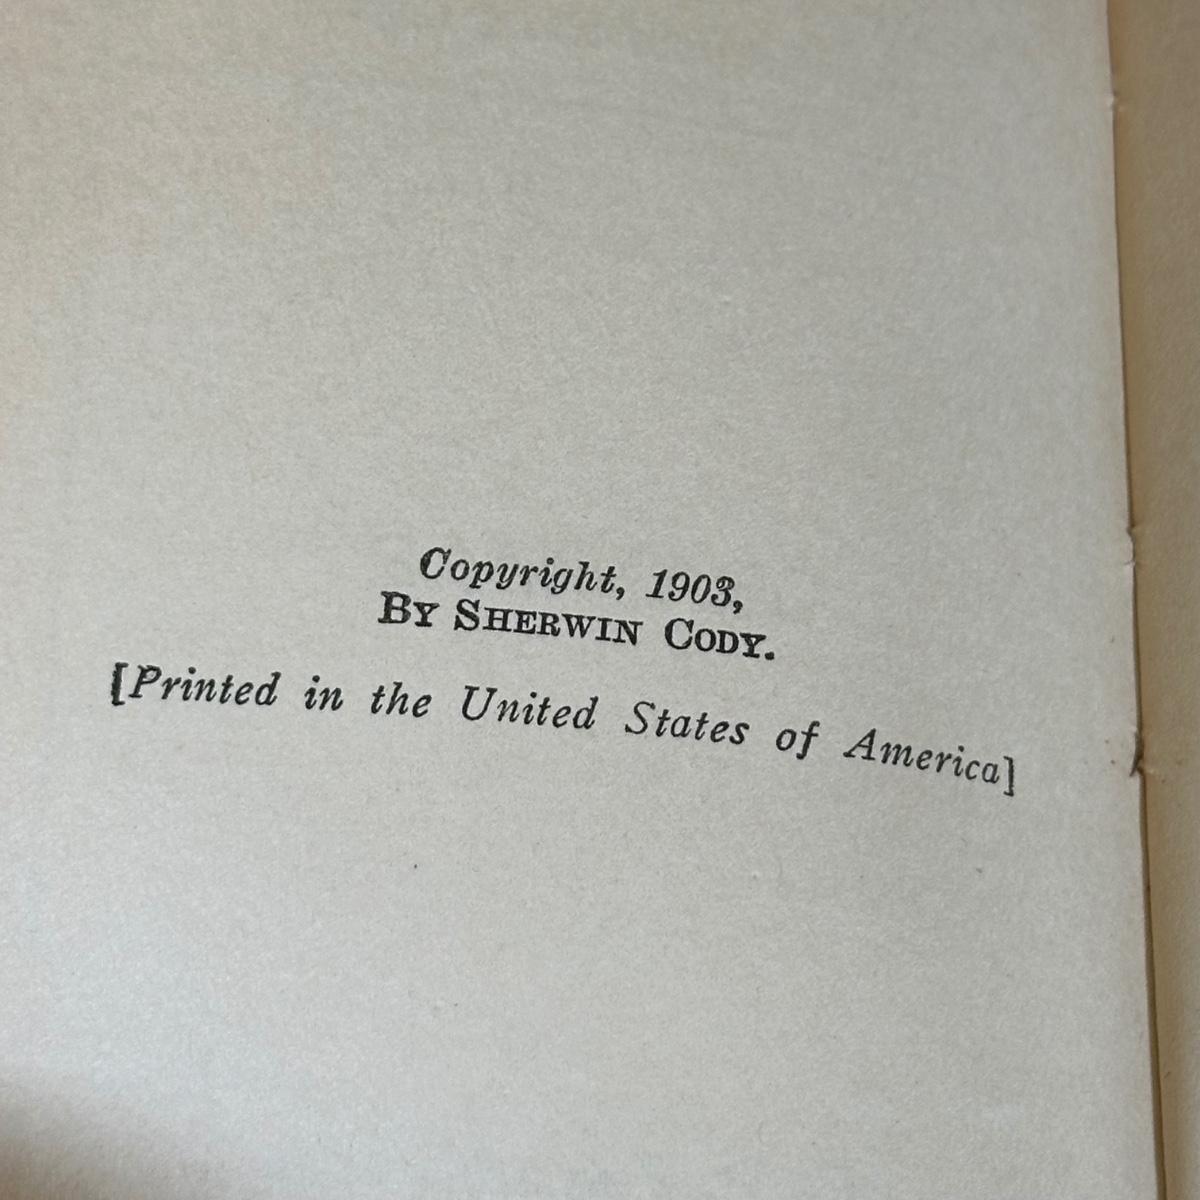 Copyright, 1903,
By Sherwin Cody.
[Printed in the United States of America]